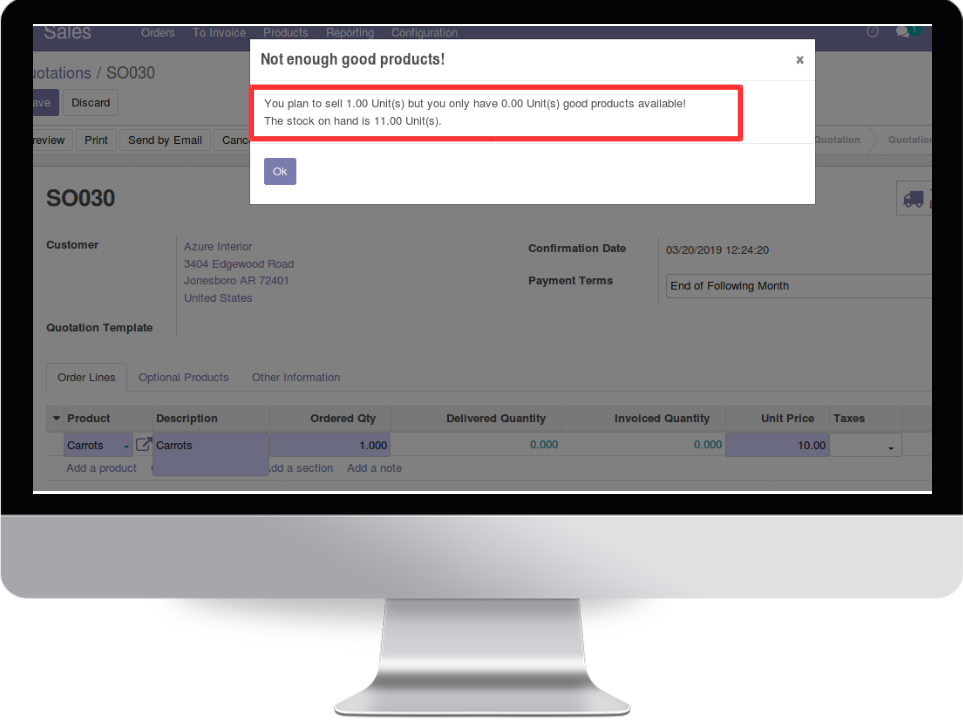 Sales Orders To Invoice Products Reporting Configuration 1
Not enough good products! x
You plan to sell 1.00 Unit(s) but you only have 0.00 Unit(s) good products available!
The stock on hand is 11.00 Unit(s).
Ok
uotations / SO030
ave Discard
review Print Send by Email Canc Quotation Quotation
SO030
Customer
Azure Interior
3404 Edgewood Road
Jonesboro AR 72401
United States
Confirmation Date 03/20/2019 12:24:20
Payment Terms End of Following Month
Quotation Template
Order Lines Optional Products Other Information
Product Description Ordered Qty Delivered Quantity Invoiced Quantity Unit Price Taxes
Carrots Carrots 1.000 0.000 0.000 10.00
Add a product dd a section Add a note